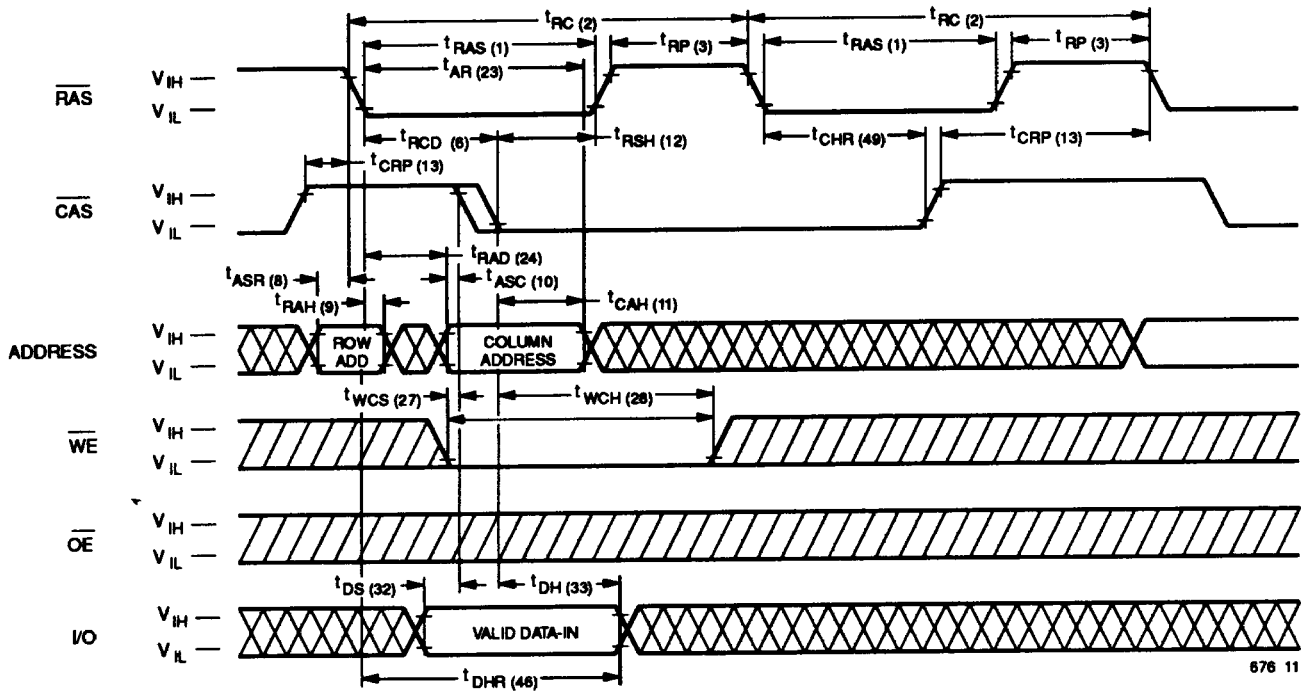 tRC (2) tRC (2)
tRAS (1) tRP (3) tRAS (1) tRP (3)
tAR (23)
RAS VIH
VIL
tRCD (6) tRSH (12) tCHR (49) tCRP (13)
tCRP (13)
CAS VIH
VIL
tRAD (24)
tASR (8) tASC (10)
tRAH (9) tCAH (11)
ADDRESS VIH ROW ADD COLUMN ADDRESS
VIL
tWCS (27) tWCH (28)
WE VIH
VIL
OE VIH
VIL
tDS (32) tDH (33)
I/O VIH VALID DATA-IN
VIL
tDHR (46)
676 11